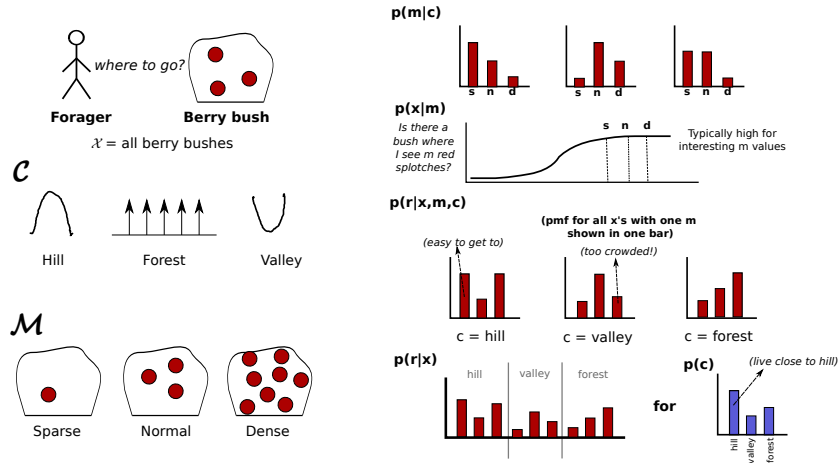 where to go?
Forager
Berry bush
𝒳 = all berry bushes
𝒞
Hill
Forest
Valley
ℳ
Sparse
Normal
Dense
p(m|c)
s n d
s n d
s n d
p(x|m)
Is there a
bush where
I see m red
splotches?
s n d
Typically high for
interesting m values
p(r|x,m,c)
(pmf for all x's with one m
shown in one bar)
(easy to get to)
(too crowded!)
c = hill
c = valley
c = forest
p(r|x)
hill
valley
forest
for
p(c)
(live close to hill)
hill
valley
forest